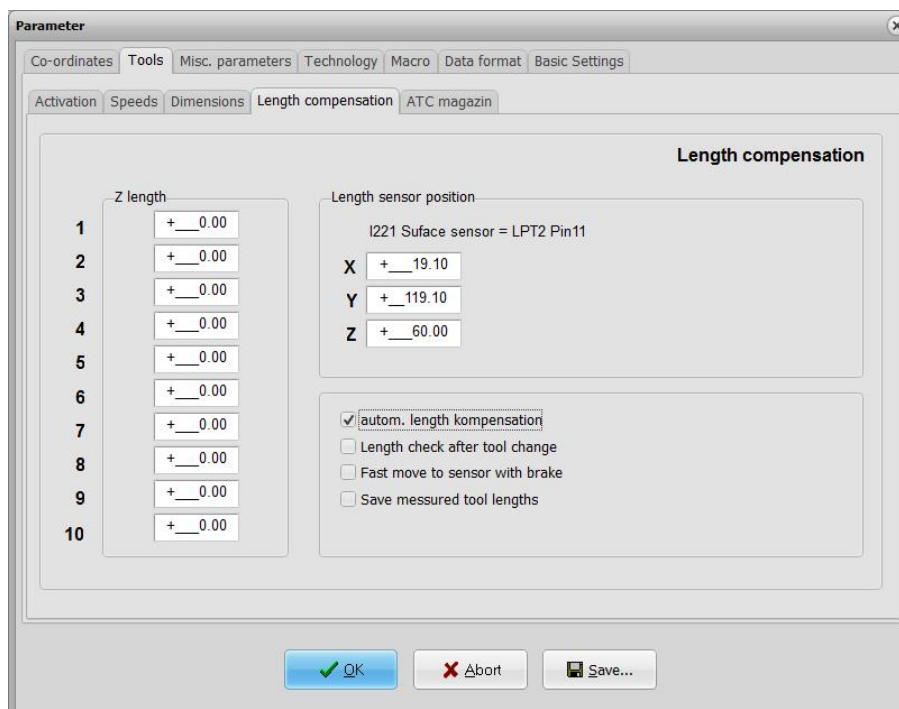 Parameter
Co-ordinates Tools Misc. parameters Technology Macro Data format Basic Settings
Activation Speeds Dimensions Length compensation ATC magazin
Length compensation
Z length
1 +___0.00
2 +___0.00
3 +___0.00
4 +___0.00
5 +___0.00
6 +___0.00
7 +___0.00
8 +___0.00
9 +___0.00
10 +___0.00
Length sensor position
I221 Suface sensor = LPT2 Pin11
X +___19.10
Y +__119.10
Z +___60.00
autom. length kompensation
Length check after tool change
Fast move to sensor with brake
Save messured tool lengths
OK Abort Save...